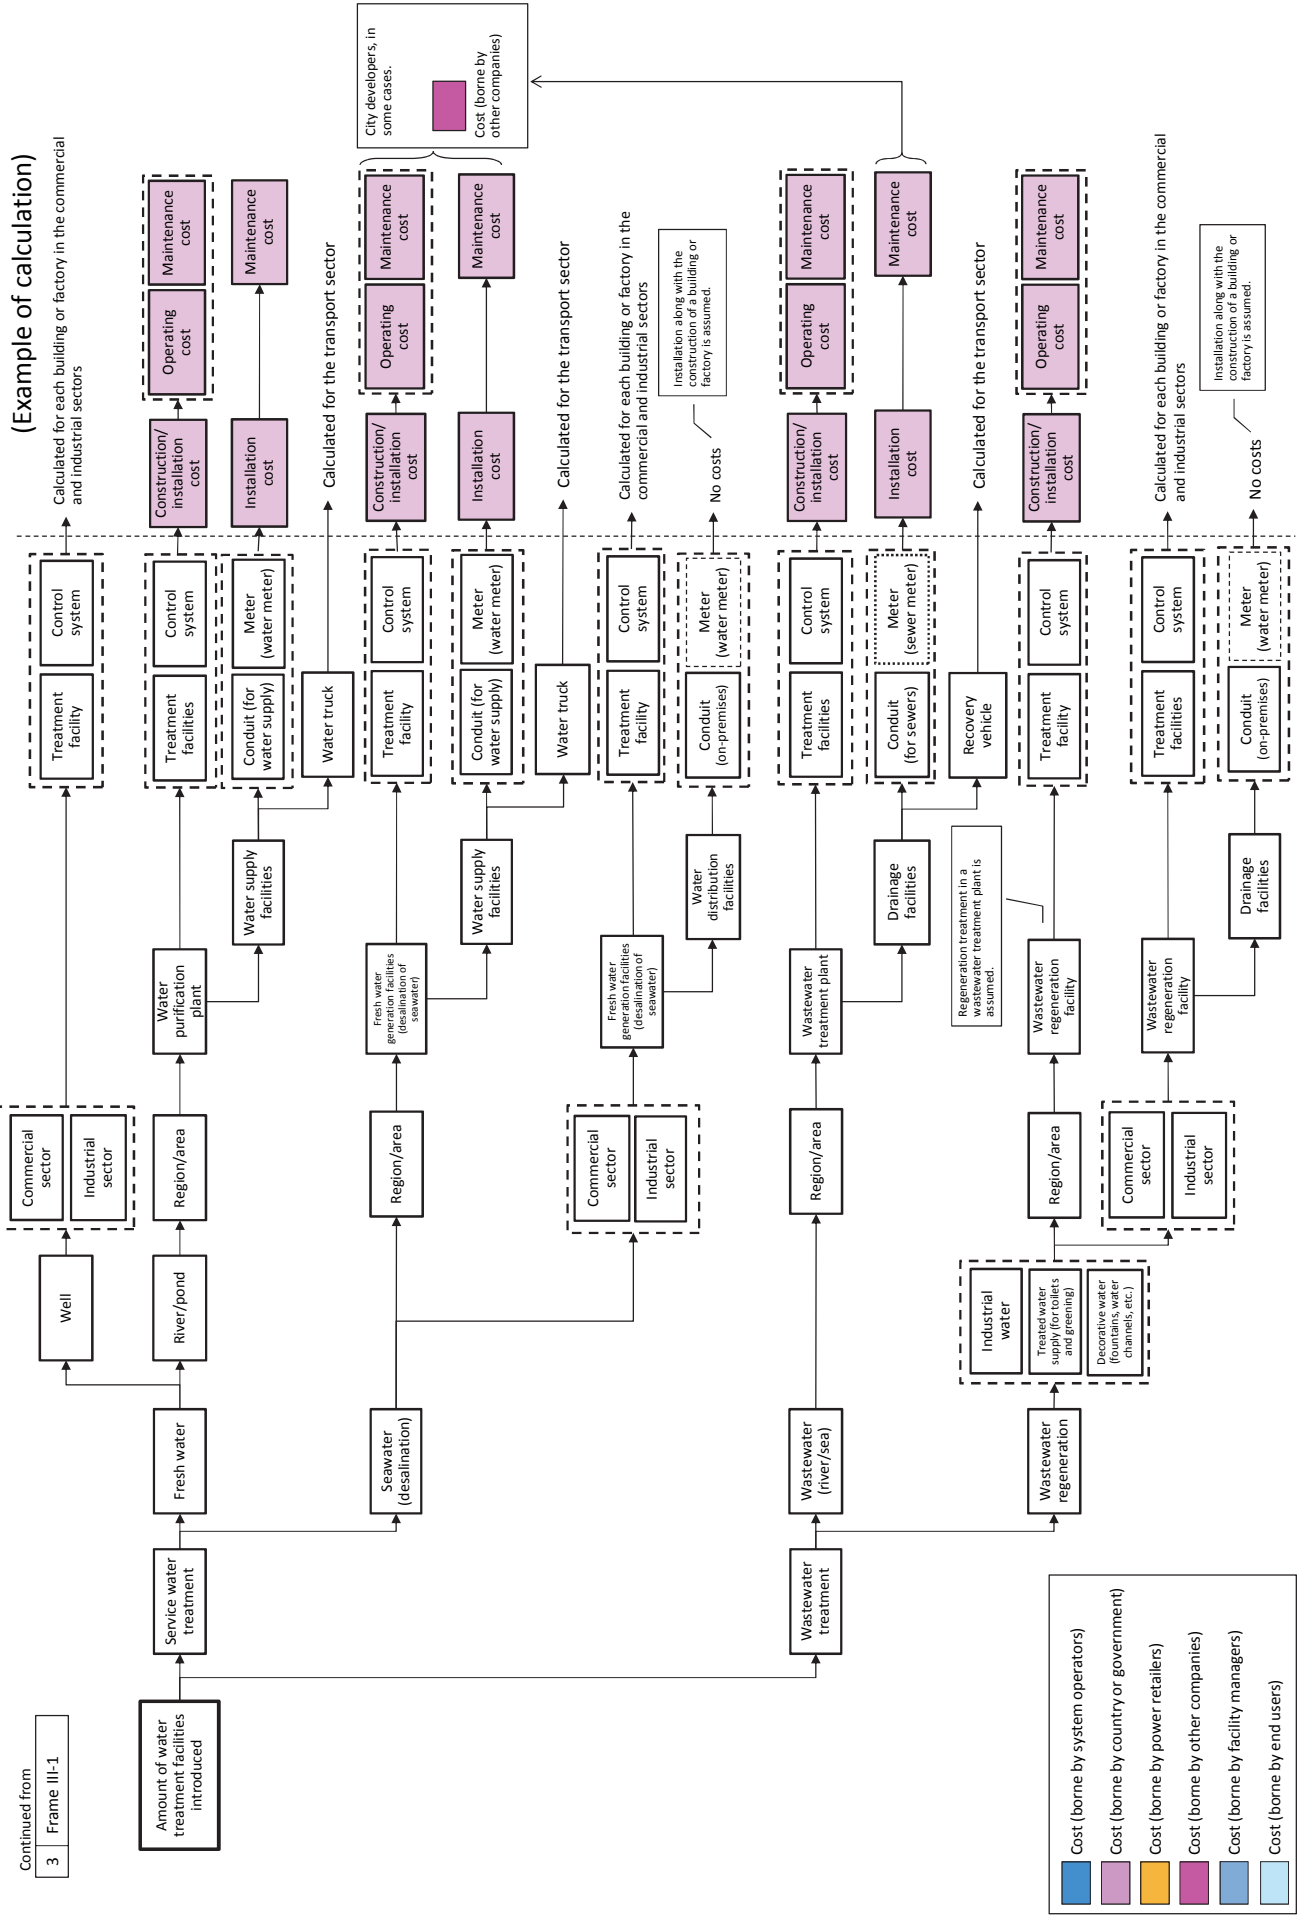 (Example of calculation)
Continued from
3 Frame III-1
Amount of water
treatment facilities
introduced
Service water
treatment
Wastewater
treatment
Fresh water
Seawater
(desalination)
Wastewater
(river/sea)
Wastewater
regeneration
Well
River/pond
Industrial
water
Treated water
supply (for toilets
and greening)
Decorative water
(fountains, water
channels, etc.)
Commercial
sector
Industrial
sector
Region/area
Region/area
Commercial
sector
Industrial
sector
Region/area
Region/area
Commercial
sector
Industrial
sector
Water
purification
plant
Water supply
facilities
Fresh water
generation facilities
(desalination of
seawater)
Water supply
facilities
Fresh water
generation facilities
(desalination of
seawater)
Water
distribution
facilities
Wastewater
treatment plant
Drainage
facilities
Regeneration treatment in a
wastewater treatment plant is
assumed.
Wastewater
regeneration
facility
Wastewater
regeneration
facility
Drainage
facilities
Treatment
facility
Control
system
Calculated for each building or factory in the commercial
and industrial sectors
Treatment
facilities
Control
system
Construction/
installation
cost
Operating
cost
Maintenance
cost
Conduit (for
water supply)
Meter
(water meter)
Installation
cost
Maintenance
cost
Water truck
Calculated for the transport sector
Treatment
facility
Control
system
Construction/
installation
cost
Operating
cost
Maintenance
cost
Conduit (for
water supply)
Meter
(water meter)
Installation
cost
Maintenance
cost
City developers, in
some cases.
Cost (borne by
other companies)
Water truck
Calculated for the transport sector
Treatment
facility
Control
system
Calculated for each building or factory in the
commercial and industrial sectors
Conduit
(on-premises)
Meter
(water meter)
No costs
Installation along with the
construction of a building or
factory is assumed.
Treatment
facilities
Control
system
Construction/
installation
cost
Operating
cost
Maintenance
cost
Conduit
(for sewers)
Meter
(sewer meter)
Installation
cost
Maintenance
cost
Recovery
vehicle
Calculated for the transport sector
Treatment
facility
Control
system
Construction/
installation
cost
Operating
cost
Maintenance
cost
Treatment
facilities
Control
system
Calculated for each building or factory in the commercial
and industrial sectors
Conduit
(on-premises)
Meter
(water meter)
No costs
Installation along with the
construction of a building or
factory is assumed.
Cost (borne by system operators)
Cost (borne by country or government)
Cost (borne by power retailers)
Cost (borne by other companies)
Cost (borne by facility managers)
Cost (borne by end users)